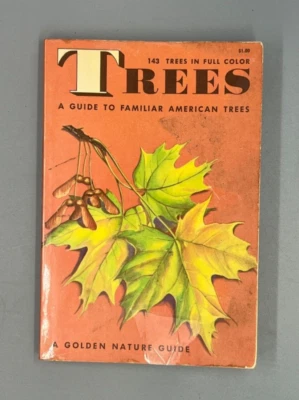 $1.00
143 TREES IN FULL COLOR
TREES
A GUIDE TO FAMILIAR AMERICAN TREES
A GOLDEN NATURE GUIDE